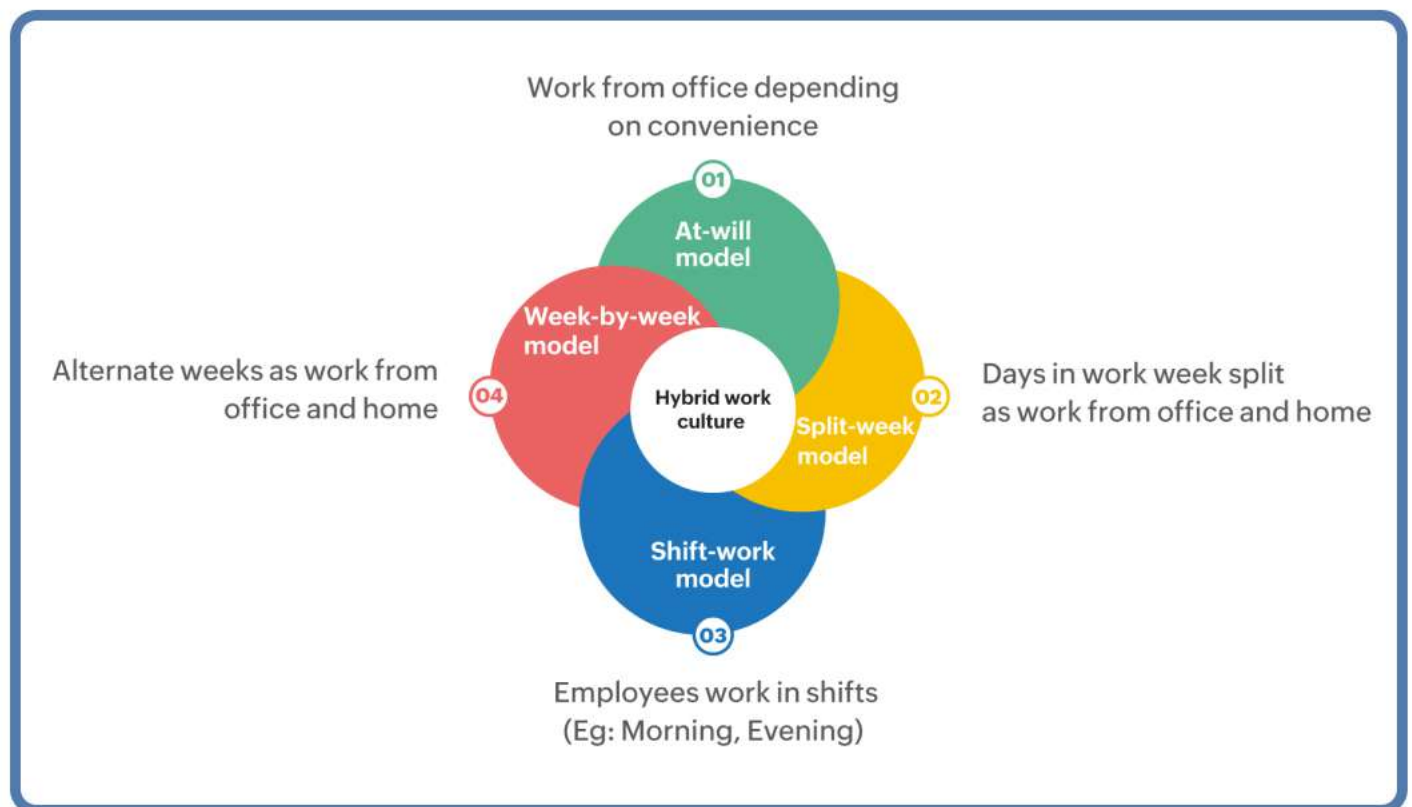 Work from office depending
on convenience
01
At-will
model
Week-by-week
model
Alternate weeks as work from
office and home
04
Hybrid work
culture
02
Split-week
model
Days in work week split
as work from office and home
Shift-work
model
03
Employees work in shifts
(Eg: Morning, Evening)